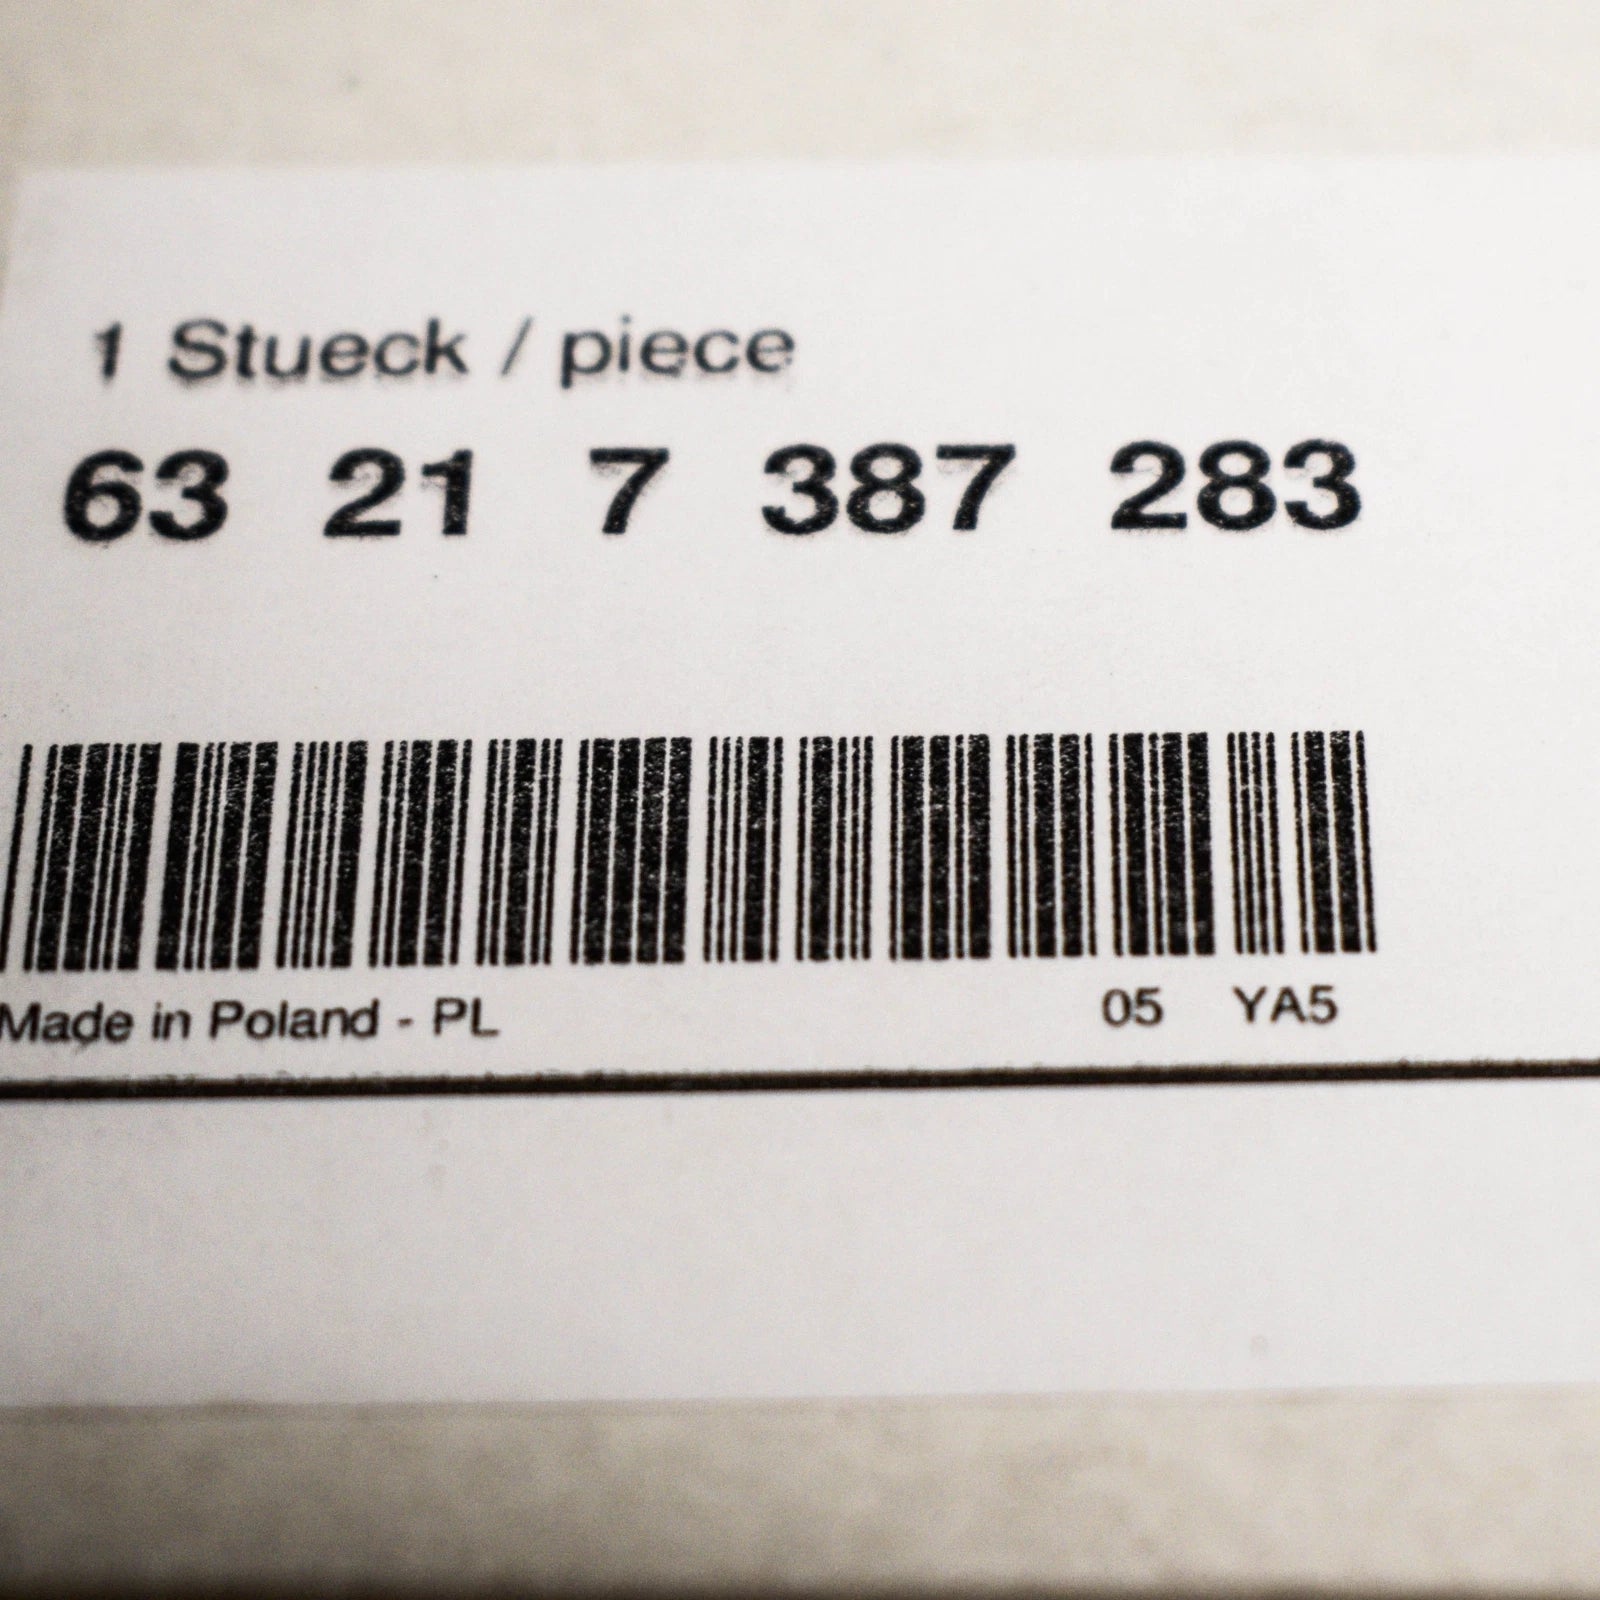 1 Stueck / piece
63 21 7 387 283
Made in Poland - PL 05 YA5